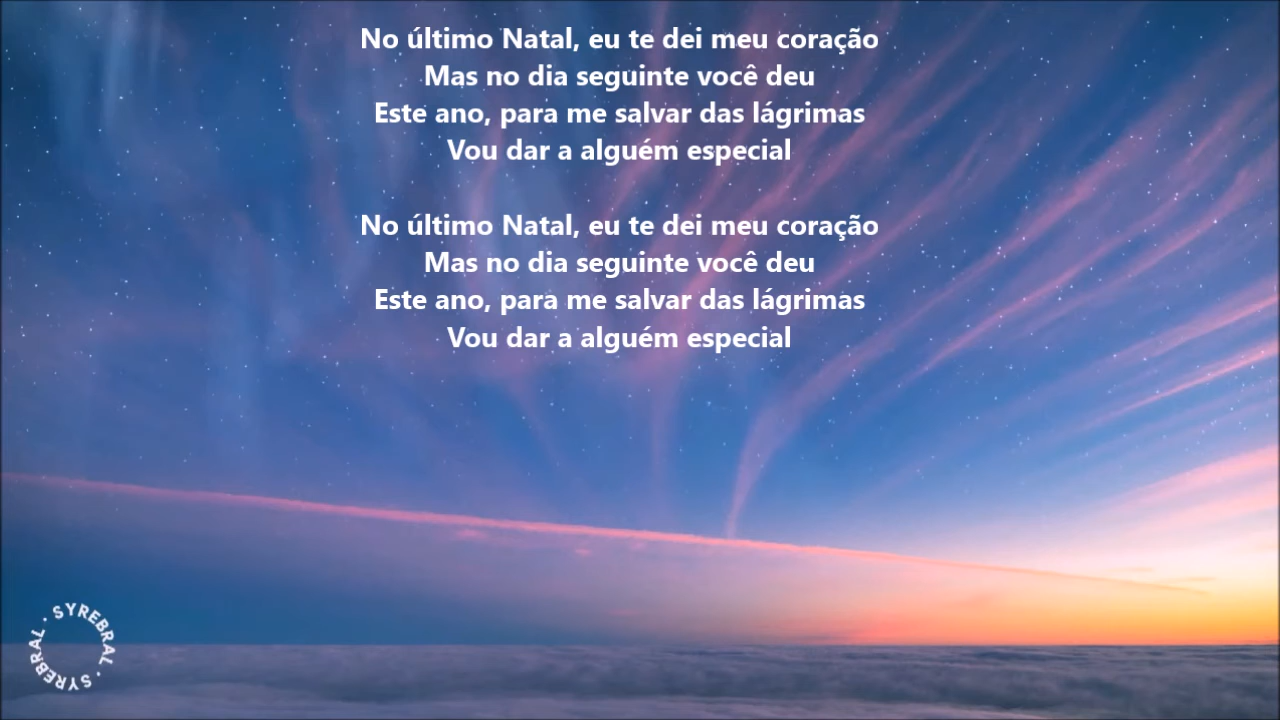 No último Natal, eu te dei meu coração
Mas no dia seguinte você deu
Este ano, para me salvar das lágrimas
Vou dar a alguém especial
No último Natal, eu te dei meu coração
Mas no dia seguinte você deu
Este ano, para me salvar das lágrimas
Vou dar a alguém especial
SYREBRAL · SYREBRAL ·